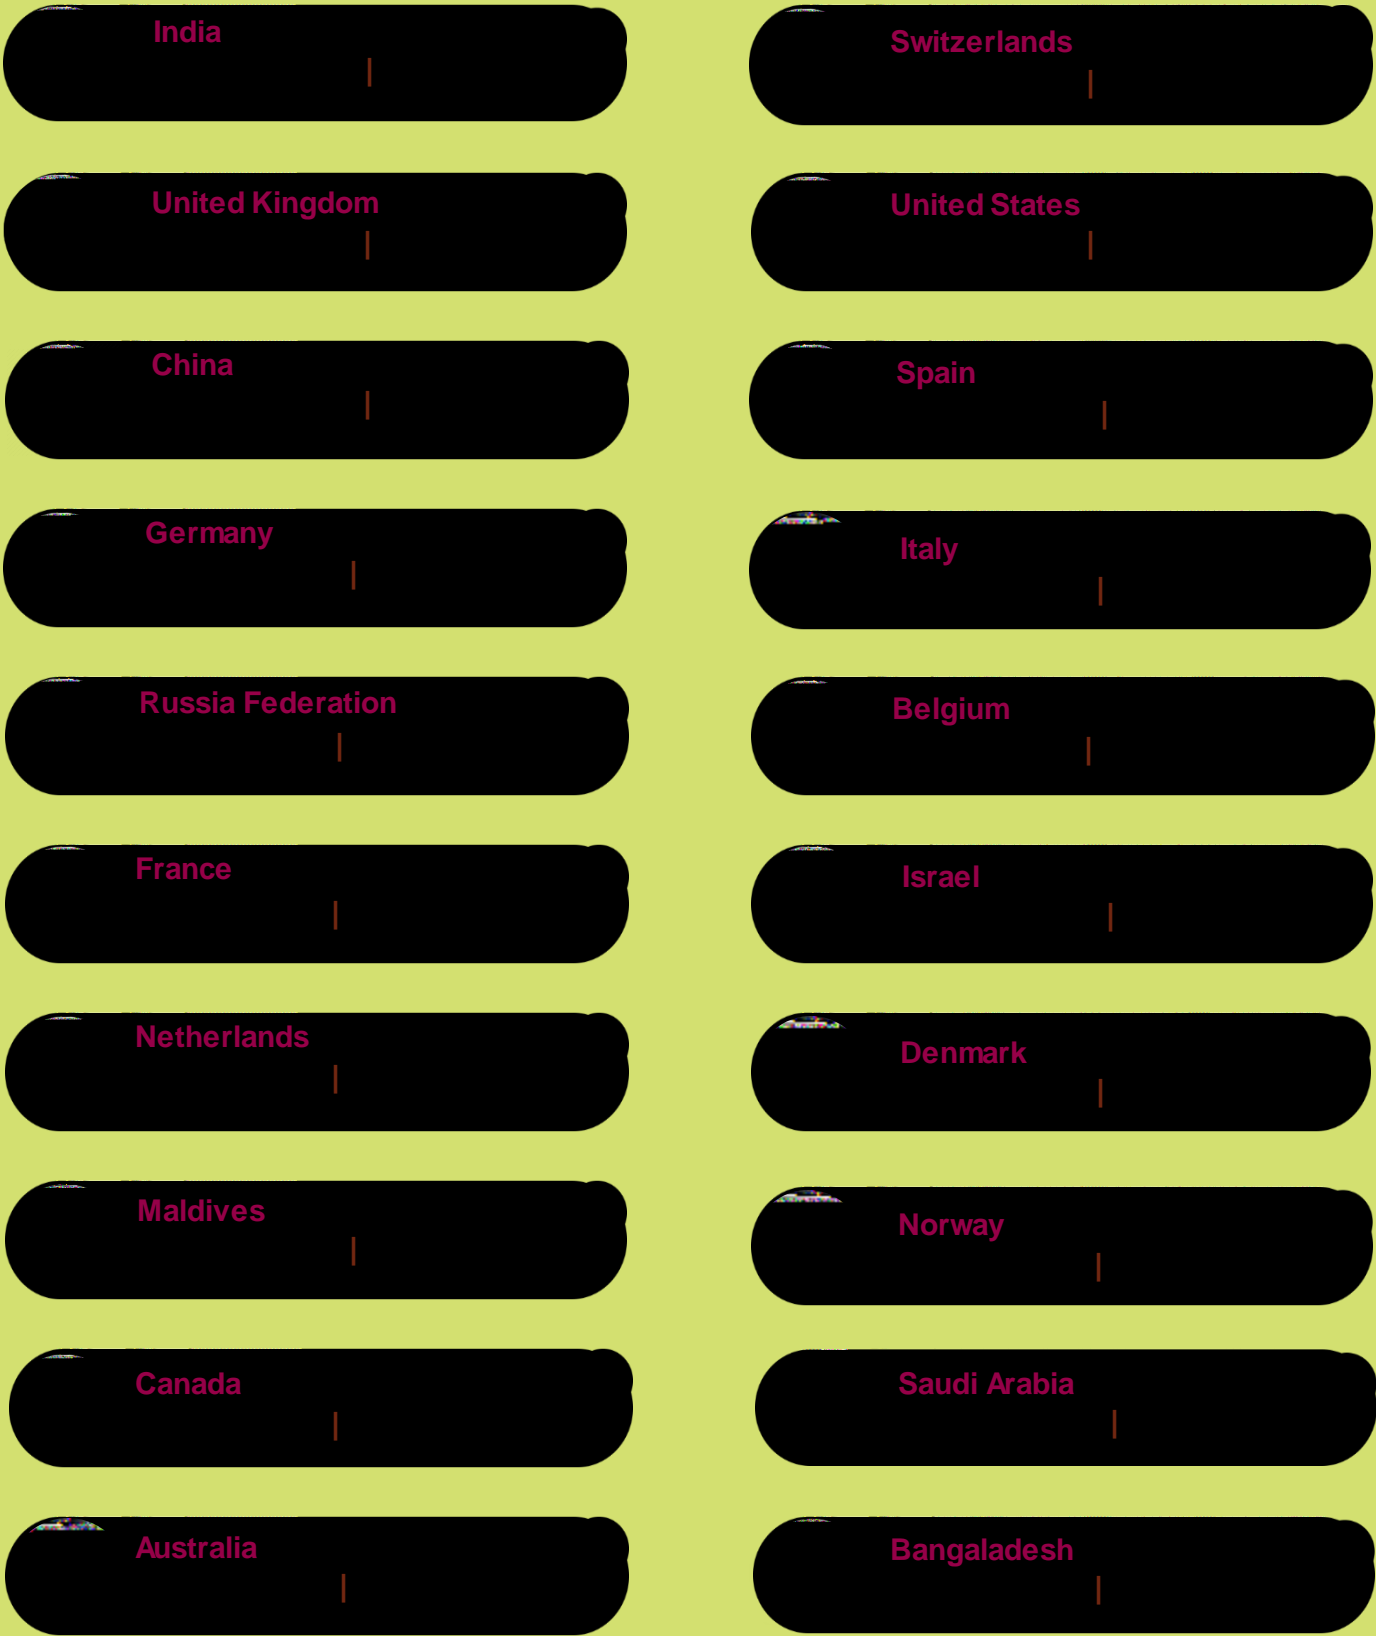 India
|
United Kingdom
|
China
|
Germany
|
Russia Federation
|
France
|
Netherlands
|
Maldives
|
Canada
|
Australia
|
Switzerlands
|
United States
|
Spain
|
Italy
|
Belgium
|
Israel
|
Denmark
|
Norway
|
Saudi Arabia
|
Bangaladesh
|